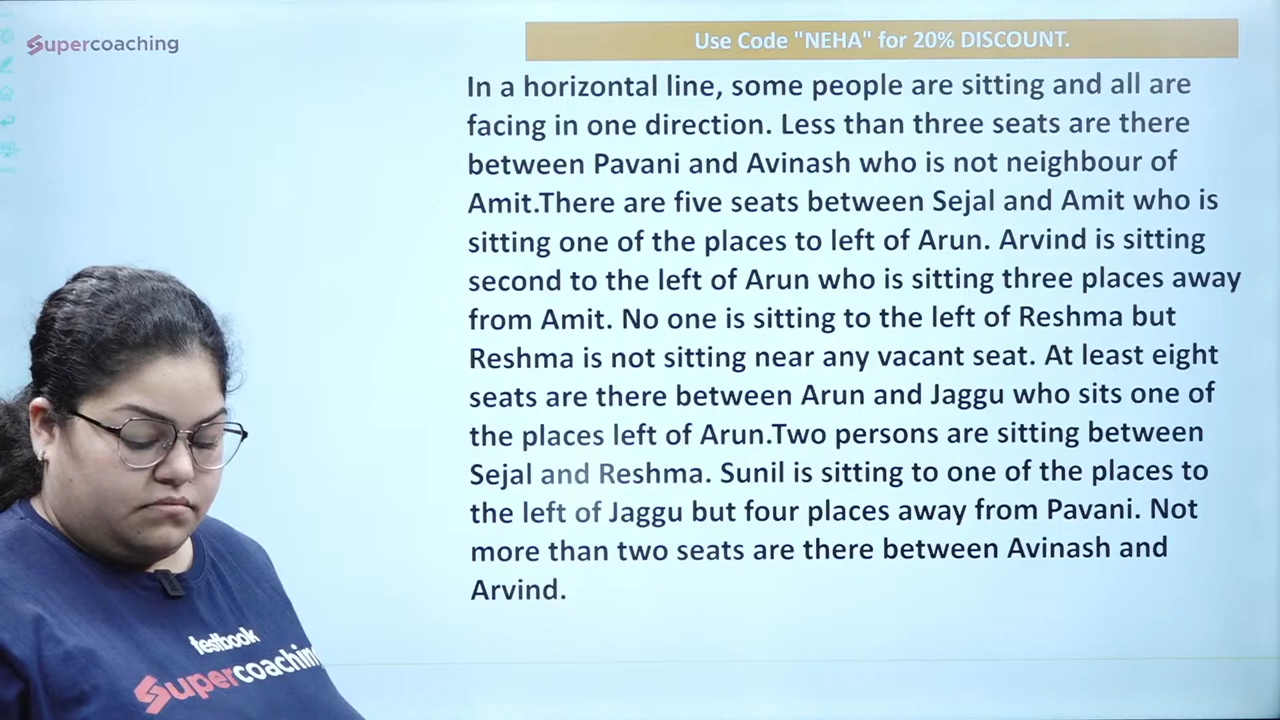 Supercoaching
Use Code "NEHA" for 20% DISCOUNT.
In a horizontal line, some people are sitting and all are
facing in one direction. Less than three seats are there
between Pavani and Avinash who is not neighbour of
Amit.There are five seats between Sejal and Amit who is
sitting one of the places to left of Arun. Arvind is sitting
second to the left of Arun who is sitting three places away
from Amit. No one is sitting to the left of Reshma but
Reshma is not sitting near any vacant seat. At least eight
seats are there between Arun and Jaggu who sits one of
the places left of Arun.Two persons are sitting between
Sejal and Reshma. Sunil is sitting to one of the places to
the left of Jaggu but four places away from Pavani. Not
more than two seats are there between Avinash and
Arvind.
testbook
Supercoaching